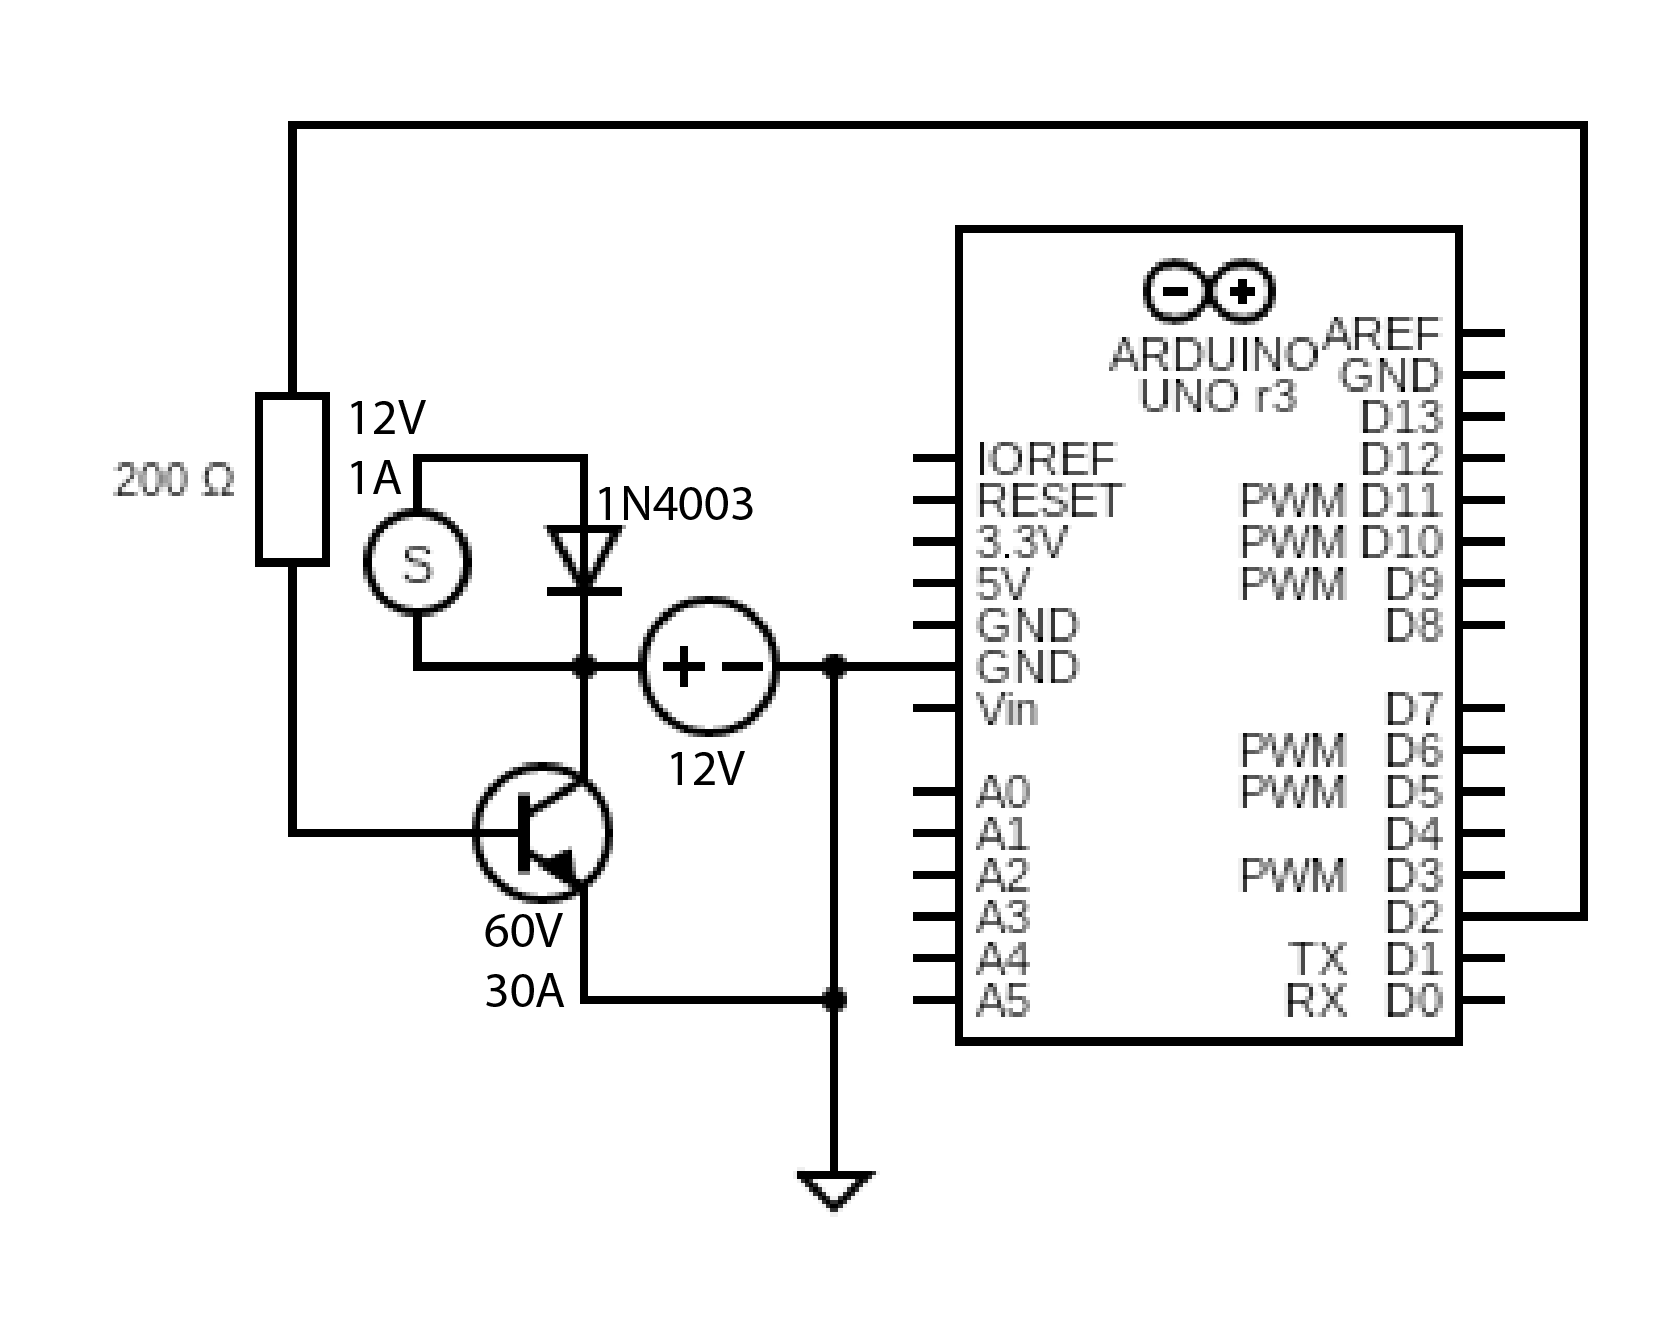 ARDUINO
UNO r3
AREF
GND
D13
IOREF
D12
RESET
PWM D11
3.3V
PWM D10
5V
PWM D9
GND
D8
GND
Vin
D7
PWM D6
A0
PWM D5
A1
D4
A2
PWM D3
A3
D2
A4
TX D1
A5
RX D0
200 Ω
12V
1A
S
1N4003
+ −
12V
60V
30A